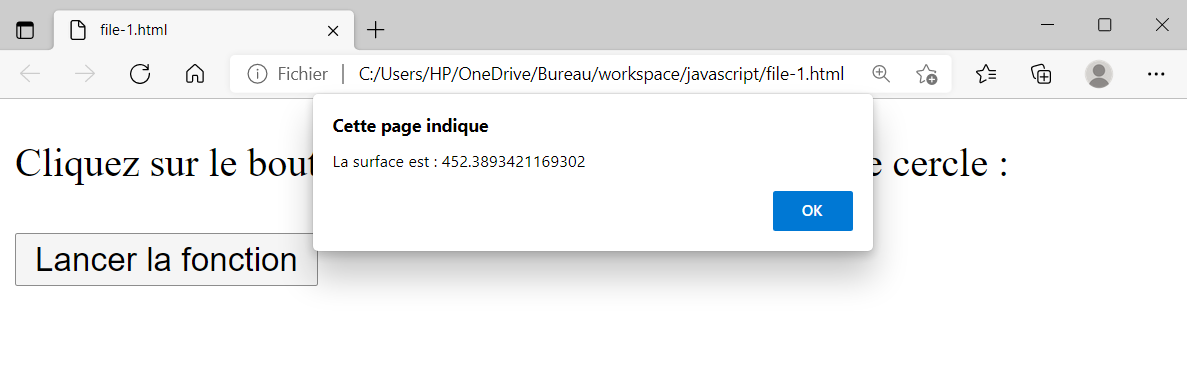 file-1.html
Fichier | C:/Users/HP/OneDrive/Bureau/workspace/javascript/file-1.html
Cette page indique
La surface est : 452.3893421169302
OK
Cliquez sur le cercle :
Lancer la fonction